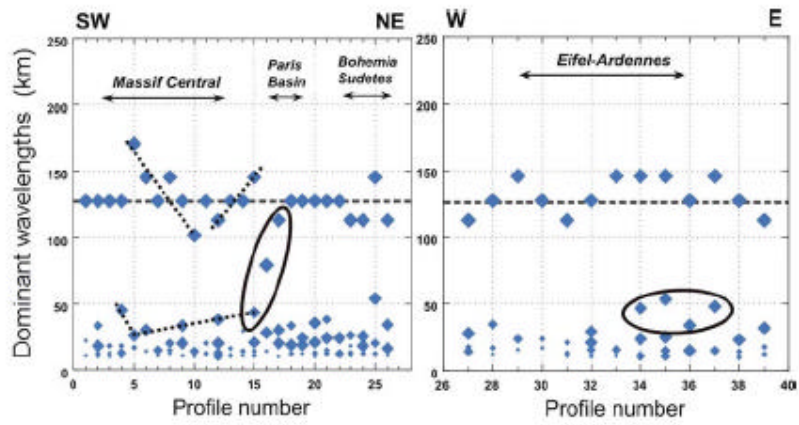 SW NE
W E
250
200
150
100
50
0
Dominant wavelengths (km)
Massif Central
Paris
Basin
Bohemia
Sudetes
0 5 10 15 20 25
Profile number
250
200
150
100
50
0
Eifel-Ardennes
26 28 30 32 34 36 38 40
Profile number